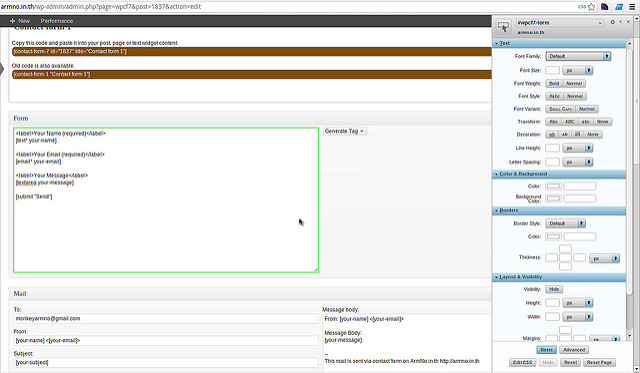 armno.in.th/wp-admin/admin.php?page=wpcf7&post=1837&action=edit
css
+ New Performance
Contact form 1
Copy this code and paste it into your post, page or text widget content.
[contact-form-7 id="1837" title="Contact form 1"]
Old code is also available.
[contact-form 1 "Contact form 1"]
Form
<label>Your Name (required)</label>
[text* your-name]
<label>Your Email (required)</label>
[email* your-email]
<label>Your Message</label>
[textarea your-message]
[submit "Send"]
Generate Tag
Mail
To:
monkeyarmno@gmail.com
From:
[your-name] <[your-email]>
Subject:
[your-subject]
Message body:
From: [your-name] <[your-email]>
Message Body:
[your-message]
--
This mail is sent via contact form on ArmNo.in.th http://armno.in.th
#wpcf7-form
armno.in.th
Text
Font Family: Default
Font Size: px
Font Weight: Bold Normal
Font Style: Italic Normal
Font Variant: Small Caps Normal
Transform: Abc ABC abc None
Decoration: ab ab ab None
Line Height: px
Letter Spacing: px
Color & Background
Color:
Background Color:
Borders
Border Style: Default
Color:
Thickness: px
Layout & Visibility
Visibility: Hide
Height: px
Width: px
Margins: px
Basic Advanced
Edit CSS Undo Reset Reset Page